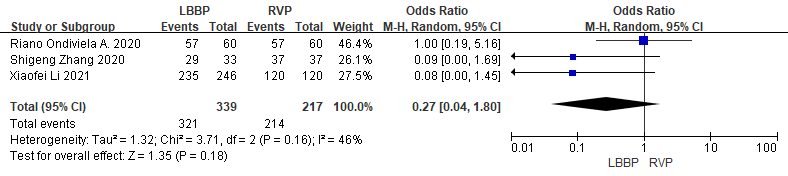 LBBP RVP Odds Ratio Odds Ratio
Study or Subgroup Events Total Events Total Weight M-H, Random, 95% CI M-H, Random, 95% CI
Riano Ondiviela A. 2020 57 60 57 60 46.4% 1.00 [0.19, 5.16]
Shigeng Zhang 2020 29 33 37 37 26.1% 0.09 [0.00, 1.69]
Xiaofei Li 2021 235 246 120 120 27.5% 0.08 [0.00, 1.45]
Total (95% CI) 339 217 100.0% 0.27 [0.04, 1.80]
Total events 321 214
Heterogeneity: Tau² = 1.32; Chi² = 3.71, df = 2 (P = 0.16); I² = 46%
Test for overall effect: Z = 1.35 (P = 0.18)
0.01 0.1 1 10 100
LBBP RVP